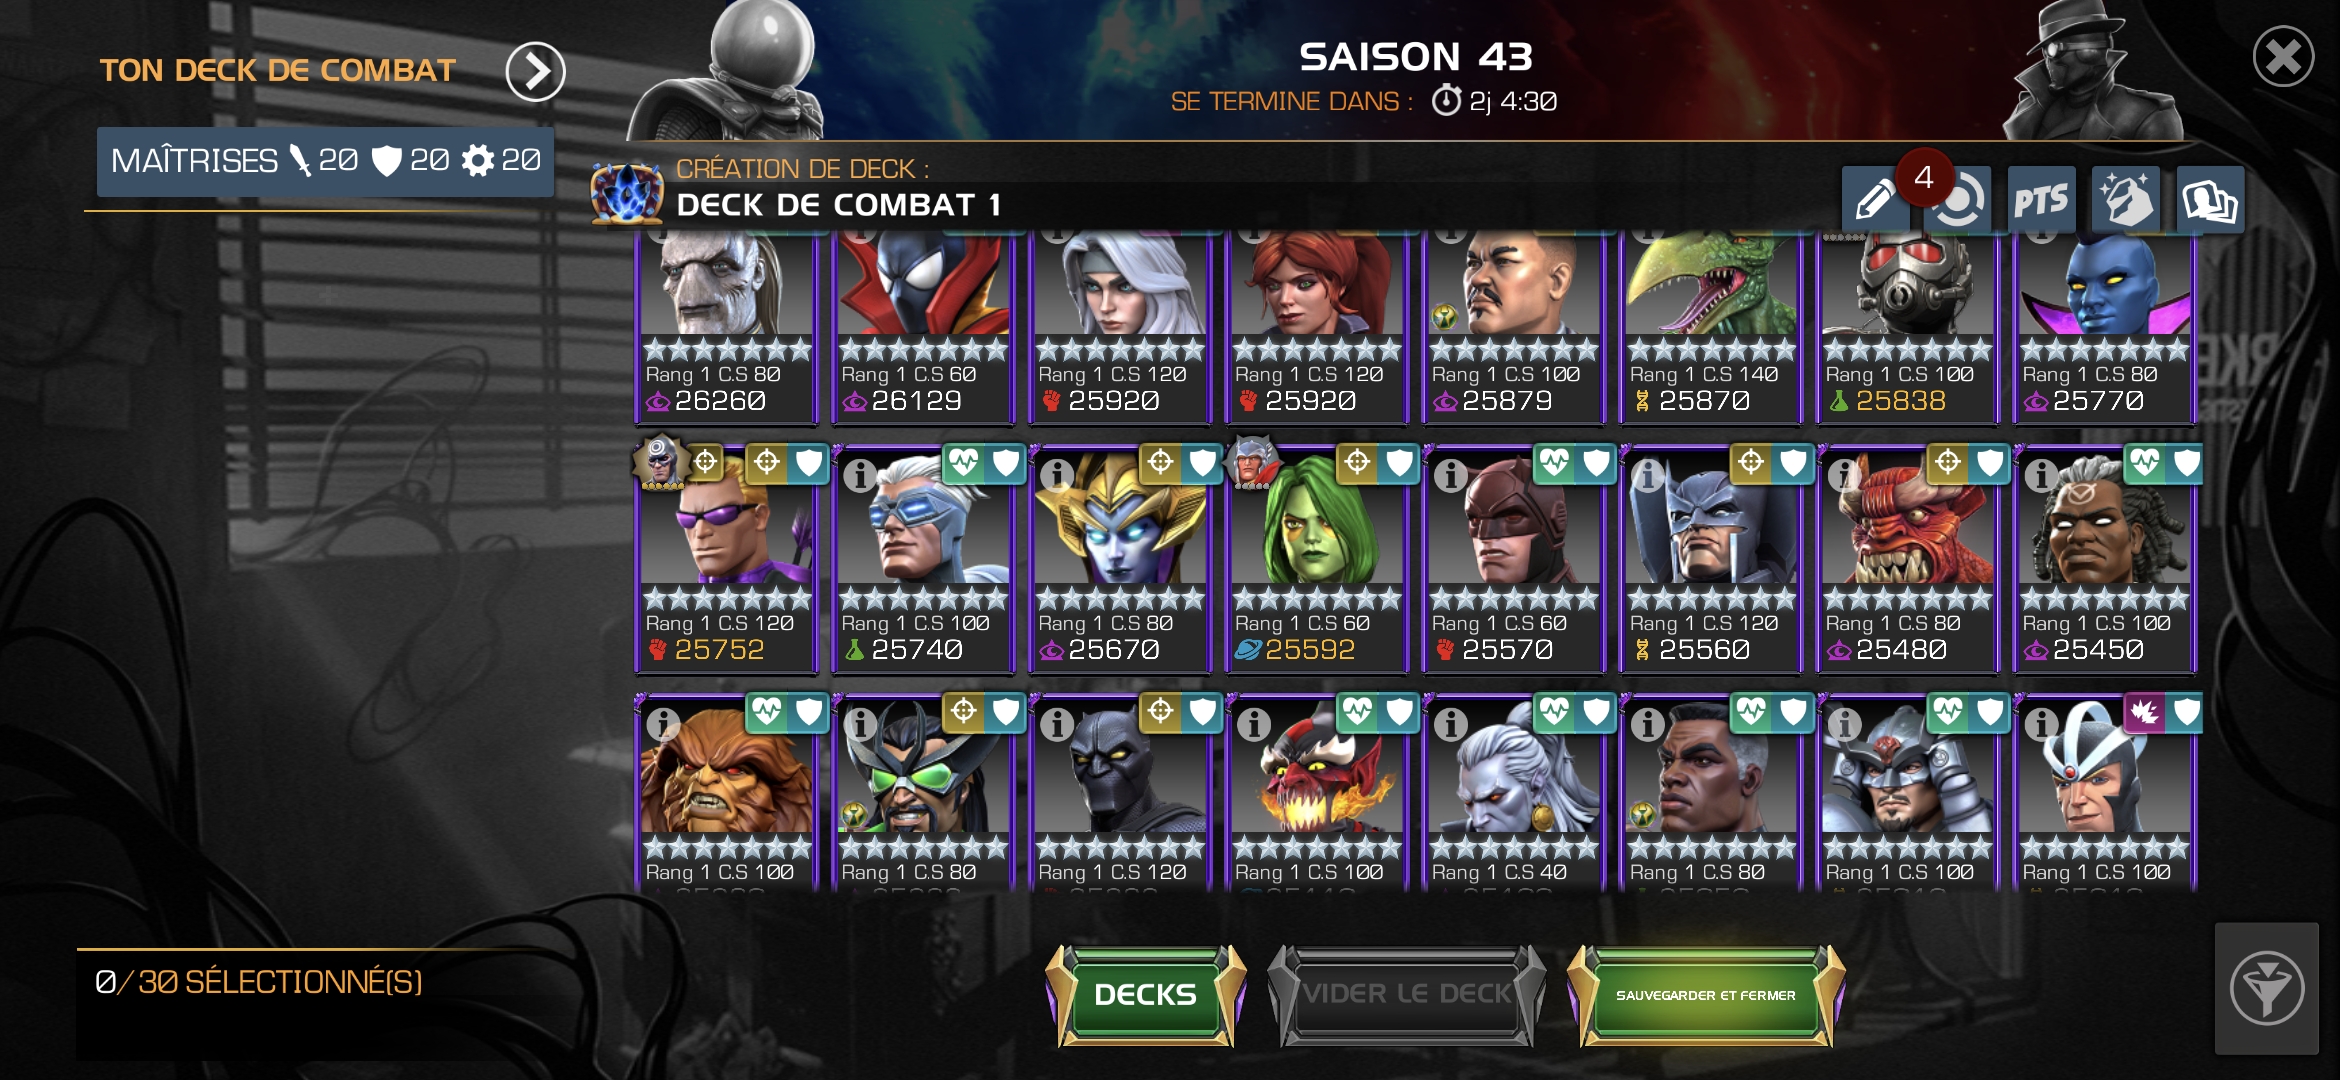 TON DECK DE COMBAT
MAÎTRISES 20 20 20
SAISON 43
SE TERMINE DANS : 2j 4:30
CRÉATION DE DECK :
DECK DE COMBAT 1
4
PTS
Rang 1 C.S 80
26260
Rang 1 C.S 60
26129
Rang 1 C.S 120
25920
Rang 1 C.S 120
25920
Rang 1 C.S 100
25879
Rang 1 C.S 140
25870
Rang 1 C.S 100
25838
Rang 1 C.S 80
25770
Rang 1 C.S 120
25752
Rang 1 C.S 100
25740
Rang 1 C.S 80
25670
Rang 1 C.S 60
25592
Rang 1 C.S 60
25570
Rang 1 C.S 120
25560
Rang 1 C.S 80
25480
Rang 1 C.S 100
25450
Rang 1 C.S 100
Rang 1 C.S 80
Rang 1 C.S 120
Rang 1 C.S 100
Rang 1 C.S 40
Rang 1 C.S 80
Rang 1 C.S 100
Rang 1 C.S 100
0/30 SÉLECTIONNÉ(S)
DECKS
VIDER LE DECK
SAUVEGARDER ET FERMER